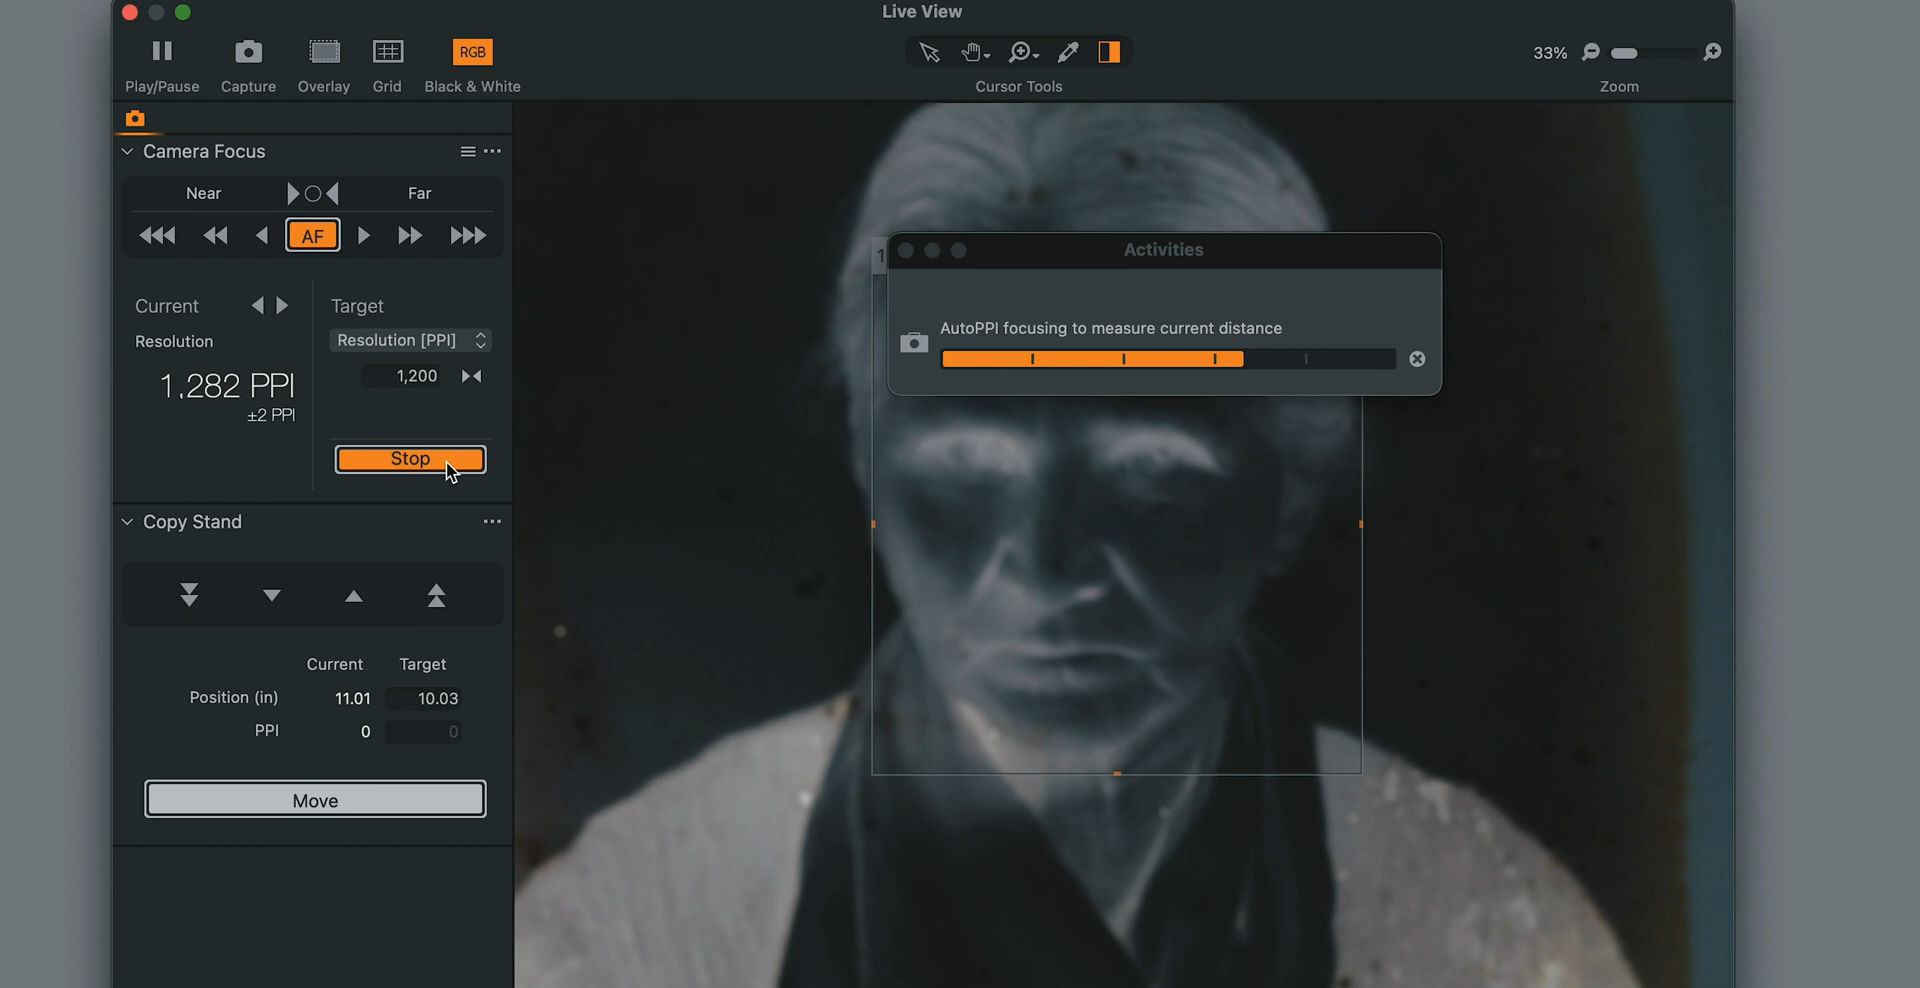 Live View
Play/Pause
Capture
Overlay
Grid
RGB
Black & White
Cursor Tools
33%
Zoom
Camera Focus
Near
Far
AF
Current
Target
Resolution
Resolution [PPI]
1,282 PPI
1,200
±2 PPI
Stop
1
Activities
AutoPPI focusing to measure current distance
Copy Stand
Current Target
Position (in) 11.01 10.03
PPI 0 0
Move